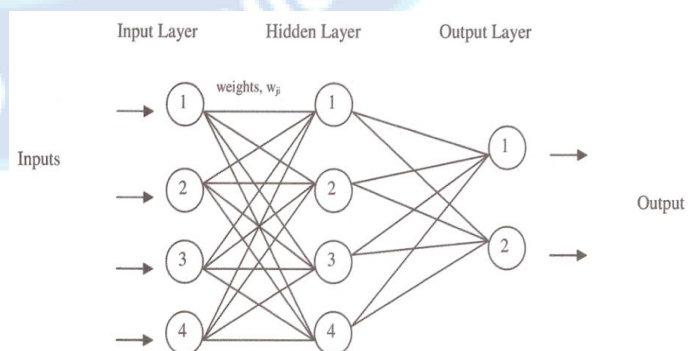 Input Layer Hidden Layer Output Layer
weights, wji
1 1
1
Inputs
2 2
Output
2
3 3
4 4